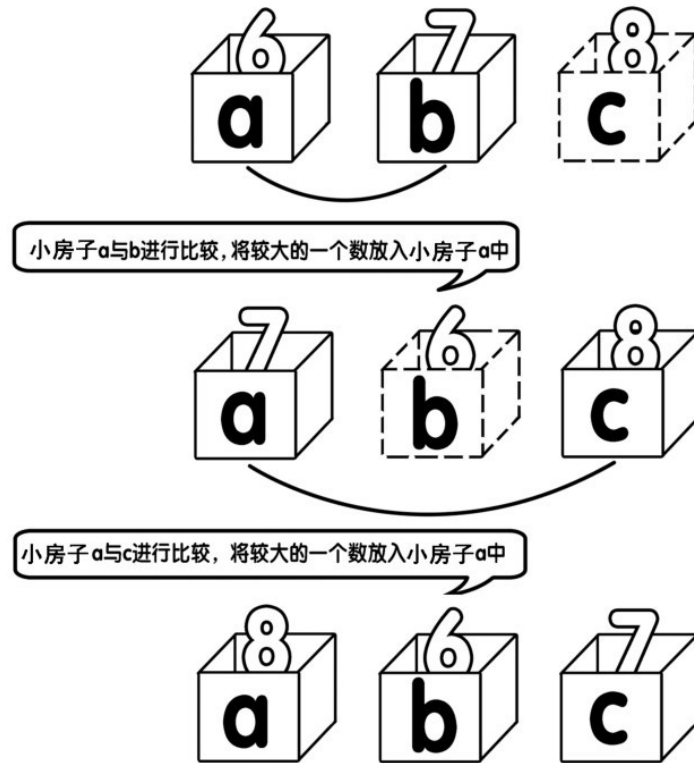 6 7 8
a b c
小房子a与b进行比较,将较大的一个数放入小房子a中
7 6 8
a b c
小房子a与c进行比较，将较大的一个数放入小房子a中
8 6 7
a b c